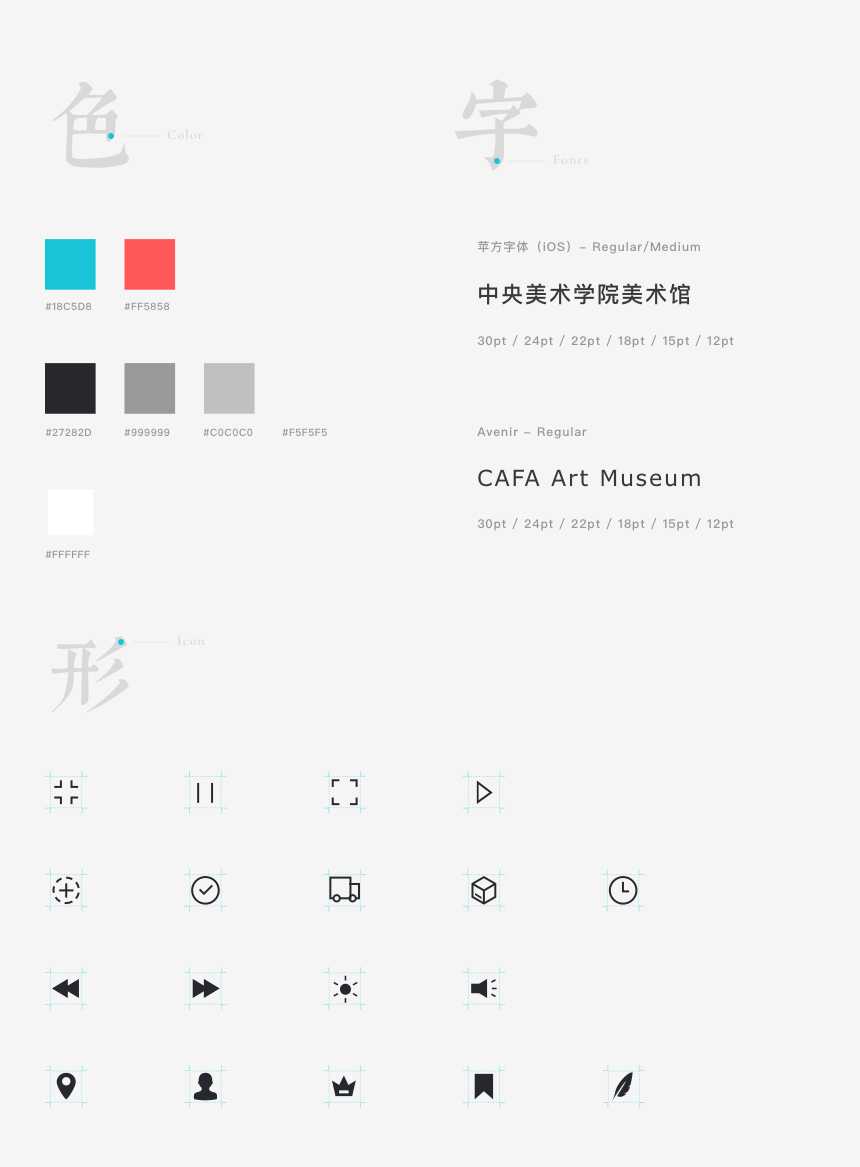 色
Color
#18C5D8 #FF5858
#27282D #999999 #C0C0C0 #F5F5F5
#FFFFFF
字
Fonts
苹方字体（iOS）– Regular/Medium
中央美术学院美术馆
30pt / 24pt / 22pt / 18pt / 15pt / 12pt
Avenir – Regular
CAFA Art Museum
30pt / 24pt / 22pt / 18pt / 15pt / 12pt
形
Icon